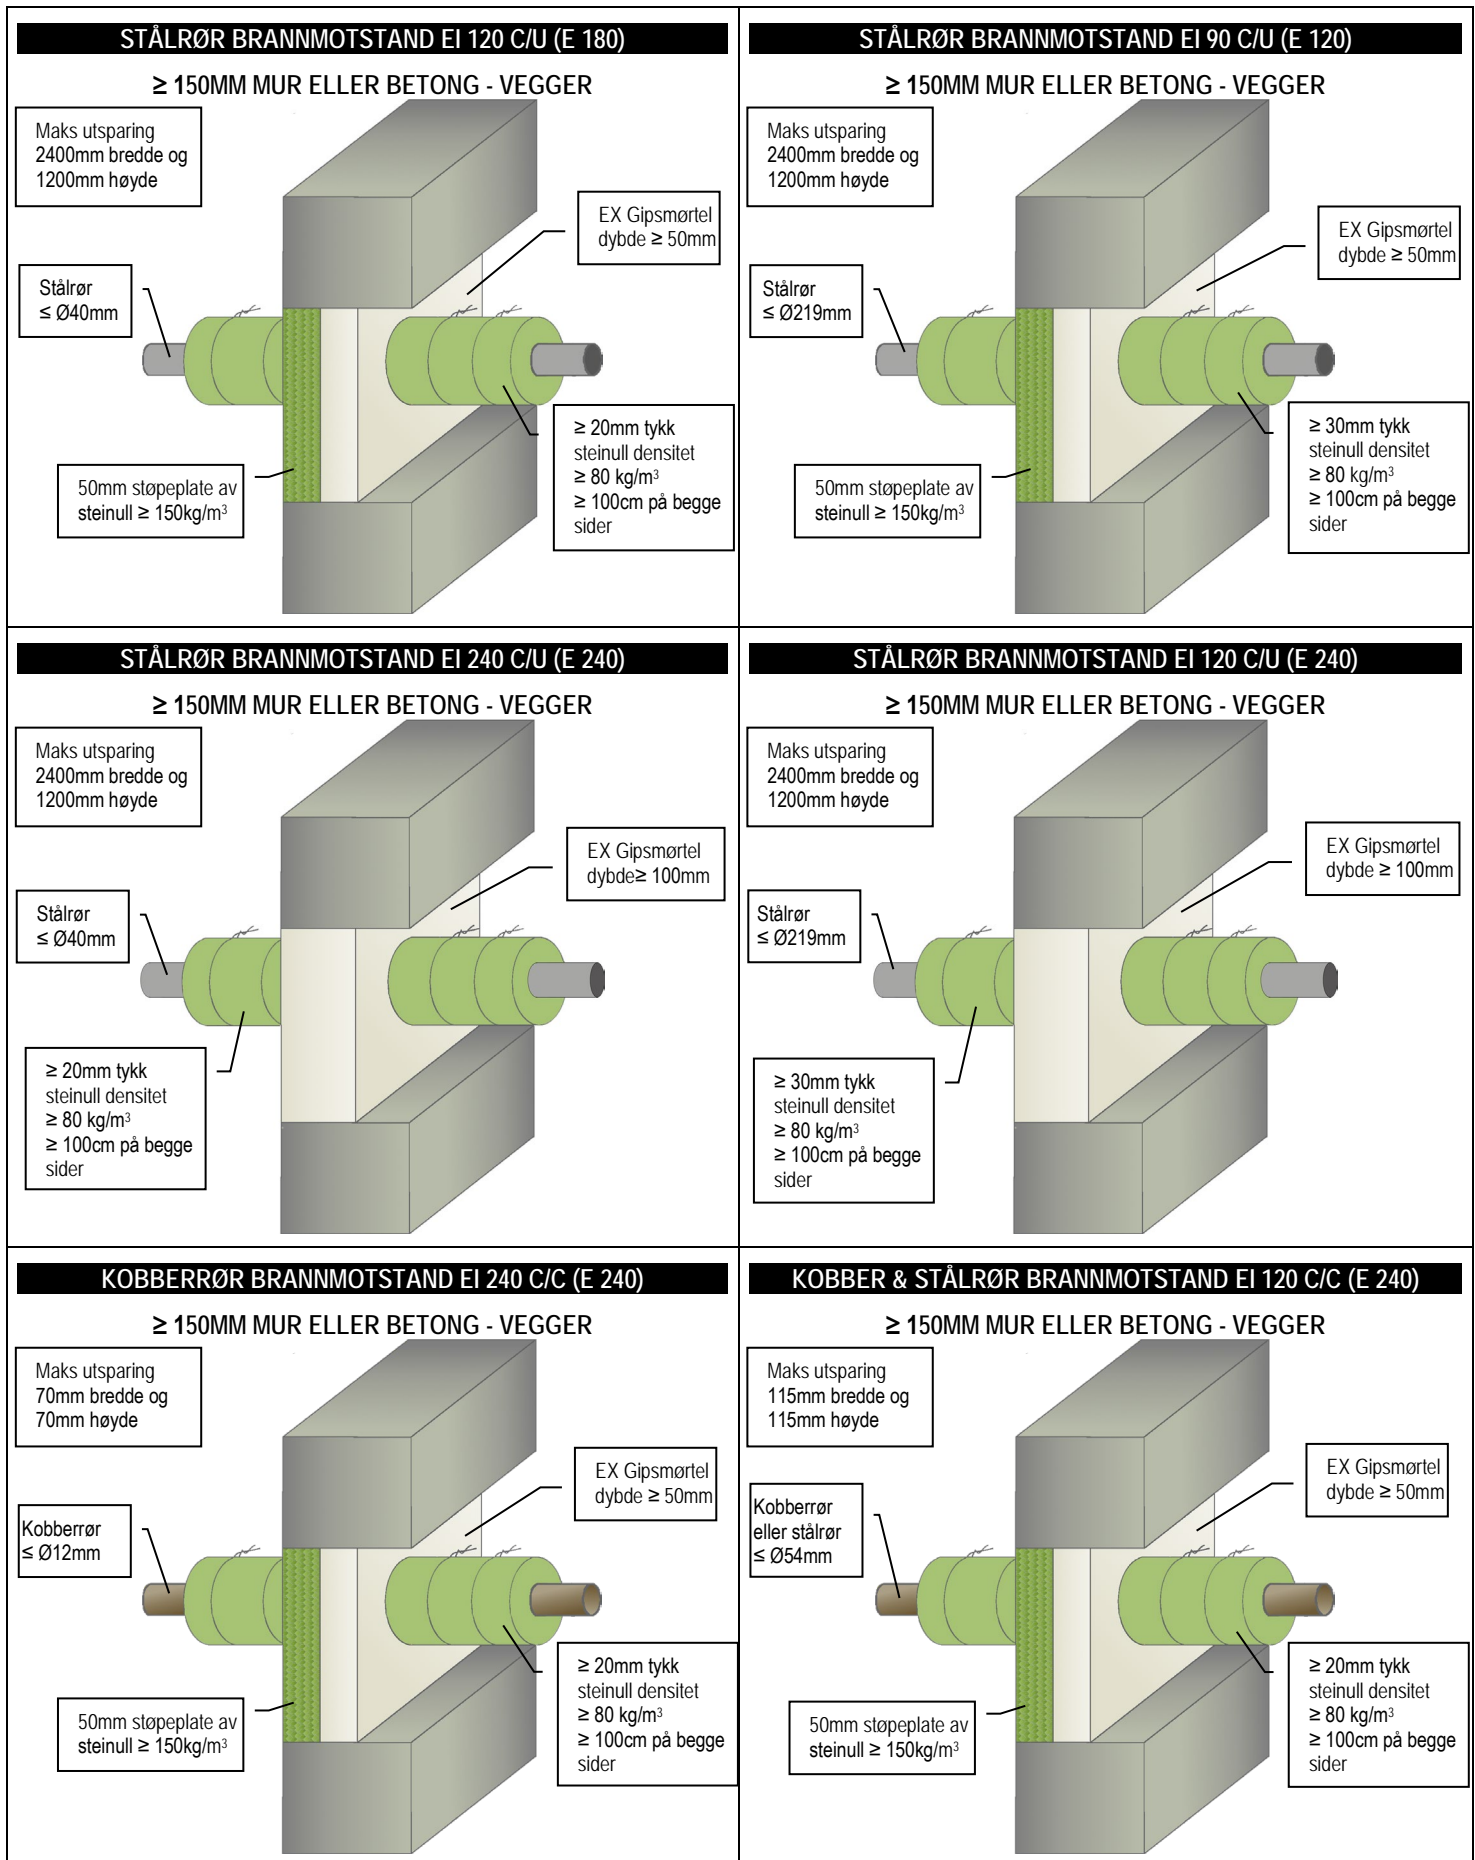 STÅLRØR BRANNMOTSTAND EI 120 C/U (E 180)
≥ 150MM MUR ELLER BETONG - VEGGER
Maks utsparing
2400mm bredde og
1200mm høyde
EX Gipsmørtel
dybde ≥ 50mm
Stålrør
≤ Ø40mm
≥ 20mm tykk
steinull densitet
≥ 80 kg/m³
≥ 100cm på begge
sider
50mm støpeplate av
steinull ≥ 150kg/m³
STÅLRØR BRANNMOTSTAND EI 90 C/U (E 120)
≥ 150MM MUR ELLER BETONG - VEGGER
Maks utsparing
2400mm bredde og
1200mm høyde
EX Gipsmørtel
dybde ≥ 50mm
Stålrør
≤ Ø219mm
≥ 30mm tykk
steinull densitet
≥ 80 kg/m³
≥ 100cm på begge
sider
50mm støpeplate av
steinull ≥ 150kg/m³
STÅLRØR BRANNMOTSTAND EI 240 C/U (E 240)
≥ 150MM MUR ELLER BETONG - VEGGER
Maks utsparing
2400mm bredde og
1200mm høyde
EX Gipsmørtel
dybde≥ 100mm
Stålrør
≤ Ø40mm
≥ 20mm tykk
steinull densitet
≥ 80 kg/m³
≥ 100cm på begge
sider
STÅLRØR BRANNMOTSTAND EI 120 C/U (E 240)
≥ 150MM MUR ELLER BETONG - VEGGER
Maks utsparing
2400mm bredde og
1200mm høyde
EX Gipsmørtel
dybde ≥ 100mm
Stålrør
≤ Ø219mm
≥ 30mm tykk
steinull densitet
≥ 80 kg/m³
≥ 100cm på begge
sider
KOBBERRØR BRANNMOTSTAND EI 240 C/C (E 240)
≥ 150MM MUR ELLER BETONG - VEGGER
Maks utsparing
70mm bredde og
70mm høyde
EX Gipsmørtel
dybde ≥ 50mm
Kobberrør
≤ Ø12mm
≥ 20mm tykk
steinull densitet
≥ 80 kg/m³
≥ 100cm på begge
sider
50mm støpeplate av
steinull ≥ 150kg/m³
KOBBER & STÅLRØR BRANNMOTSTAND EI 120 C/C (E 240)
≥ 150MM MUR ELLER BETONG - VEGGER
Maks utsparing
115mm bredde og
115mm høyde
EX Gipsmørtel
dybde ≥ 50mm
Kobberrør
eller stålrør
≤ Ø54mm
≥ 20mm tykk
steinull densitet
≥ 80 kg/m³
≥ 100cm på begge
sider
50mm støpeplate av
steinull ≥ 150kg/m³